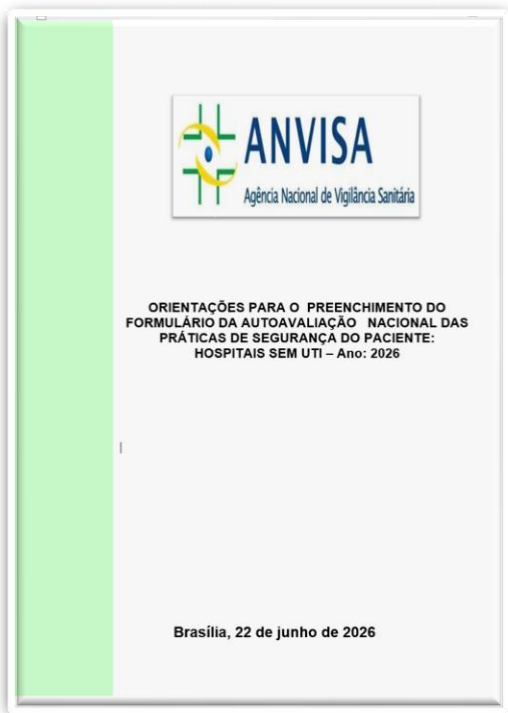 ANVISA
Agência Nacional de Vigilância Sanitária
ORIENTAÇÕES PARA O PREENCHIMENTO DO
FORMULÁRIO DA AUTOAVALIAÇÃO NACIONAL DAS
PRÁTICAS DE SEGURANÇA DO PACIENTE:
HOSPITAIS SEM UTI – Ano: 2026
Brasília, 22 de junho de 2026